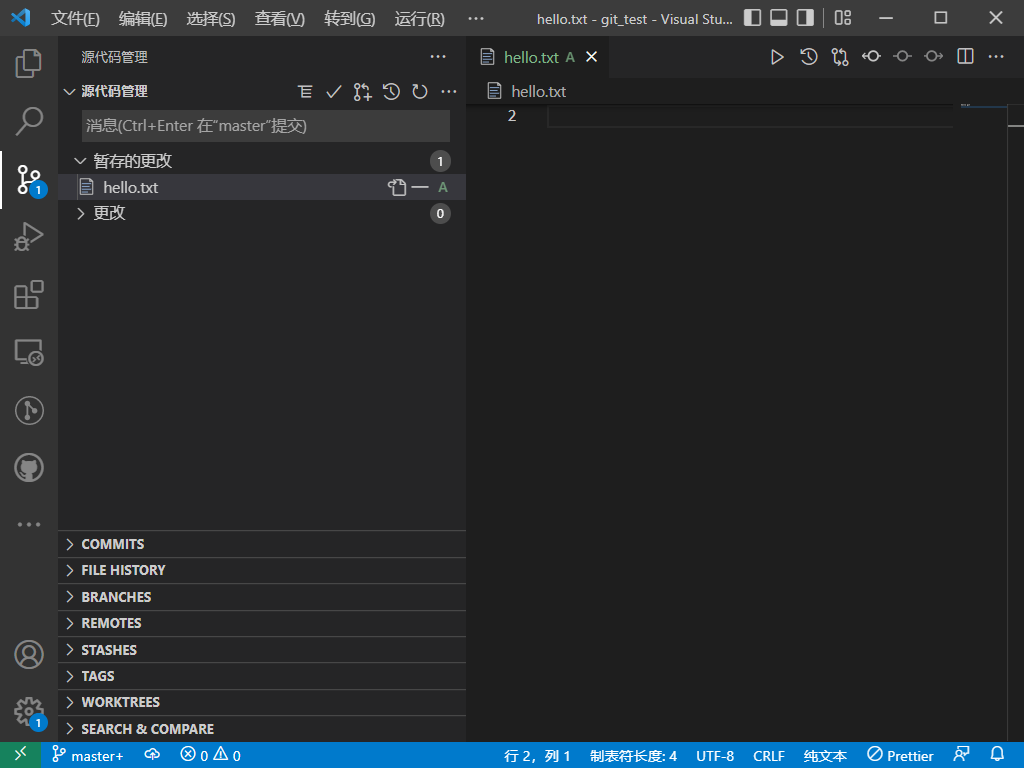 文件(F) 编辑(E) 选择(S) 查看(V) 转到(G) 运行(R) ··· hello.txt - git_test - Visual Stu...
源代码管理
hello.txt A
源代码管理
hello.txt
消息(Ctrl+Enter 在“master”提交)
2
暂存的更改 1
hello.txt A
更改 0
1
COMMITS
FILE HISTORY
BRANCHES
REMOTES
STASHES
TAGS
WORKTREES
SEARCH & COMPARE
1
master+ 0 0 行 2，列 1 制表符长度: 4 UTF-8 CRLF 纯文本 Prettier